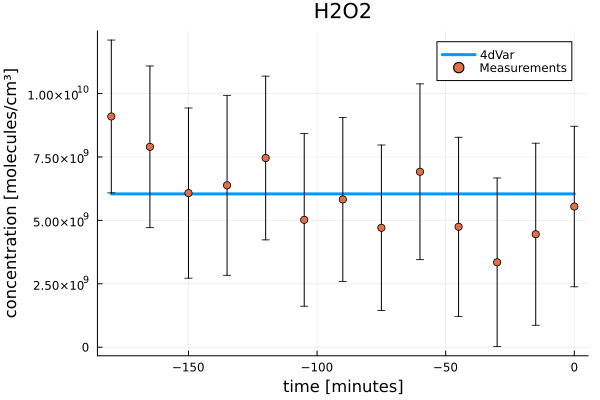 H2O2
4dVar
Measurements
concentration [molecules/cm³]
1.00×10¹⁰
7.50×10⁹
5.00×10⁹
2.50×10⁹
0
−150
−100
−50
0
time [minutes]